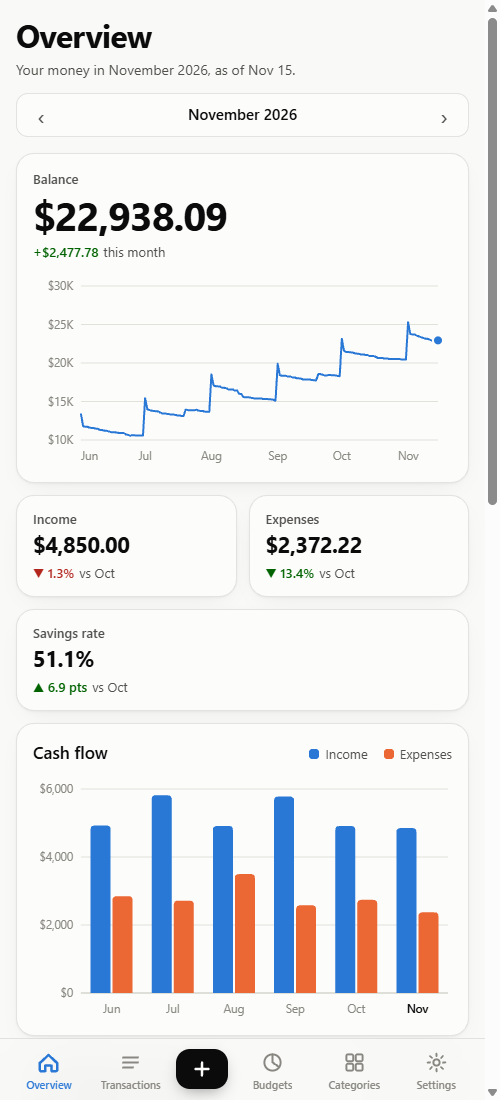 Overview
Your money in November 2026, as of Nov 15.
‹ November 2026 ›
Balance
$22,938.09
+$2,477.78 this month
$30K
$25K
$20K
$15K
$10K
Jun Jul Aug Sep Oct Nov
Income
$4,850.00
▼ 1.3% vs Oct
Expenses
$2,372.22
▼ 13.4% vs Oct
Savings rate
51.1%
▲ 6.9 pts vs Oct
Cash flow
Income Expenses
$6,000
$4,000
$2,000
$0
Jun Jul Aug Sep Oct Nov
Overview Transactions + Budgets Categories Settings